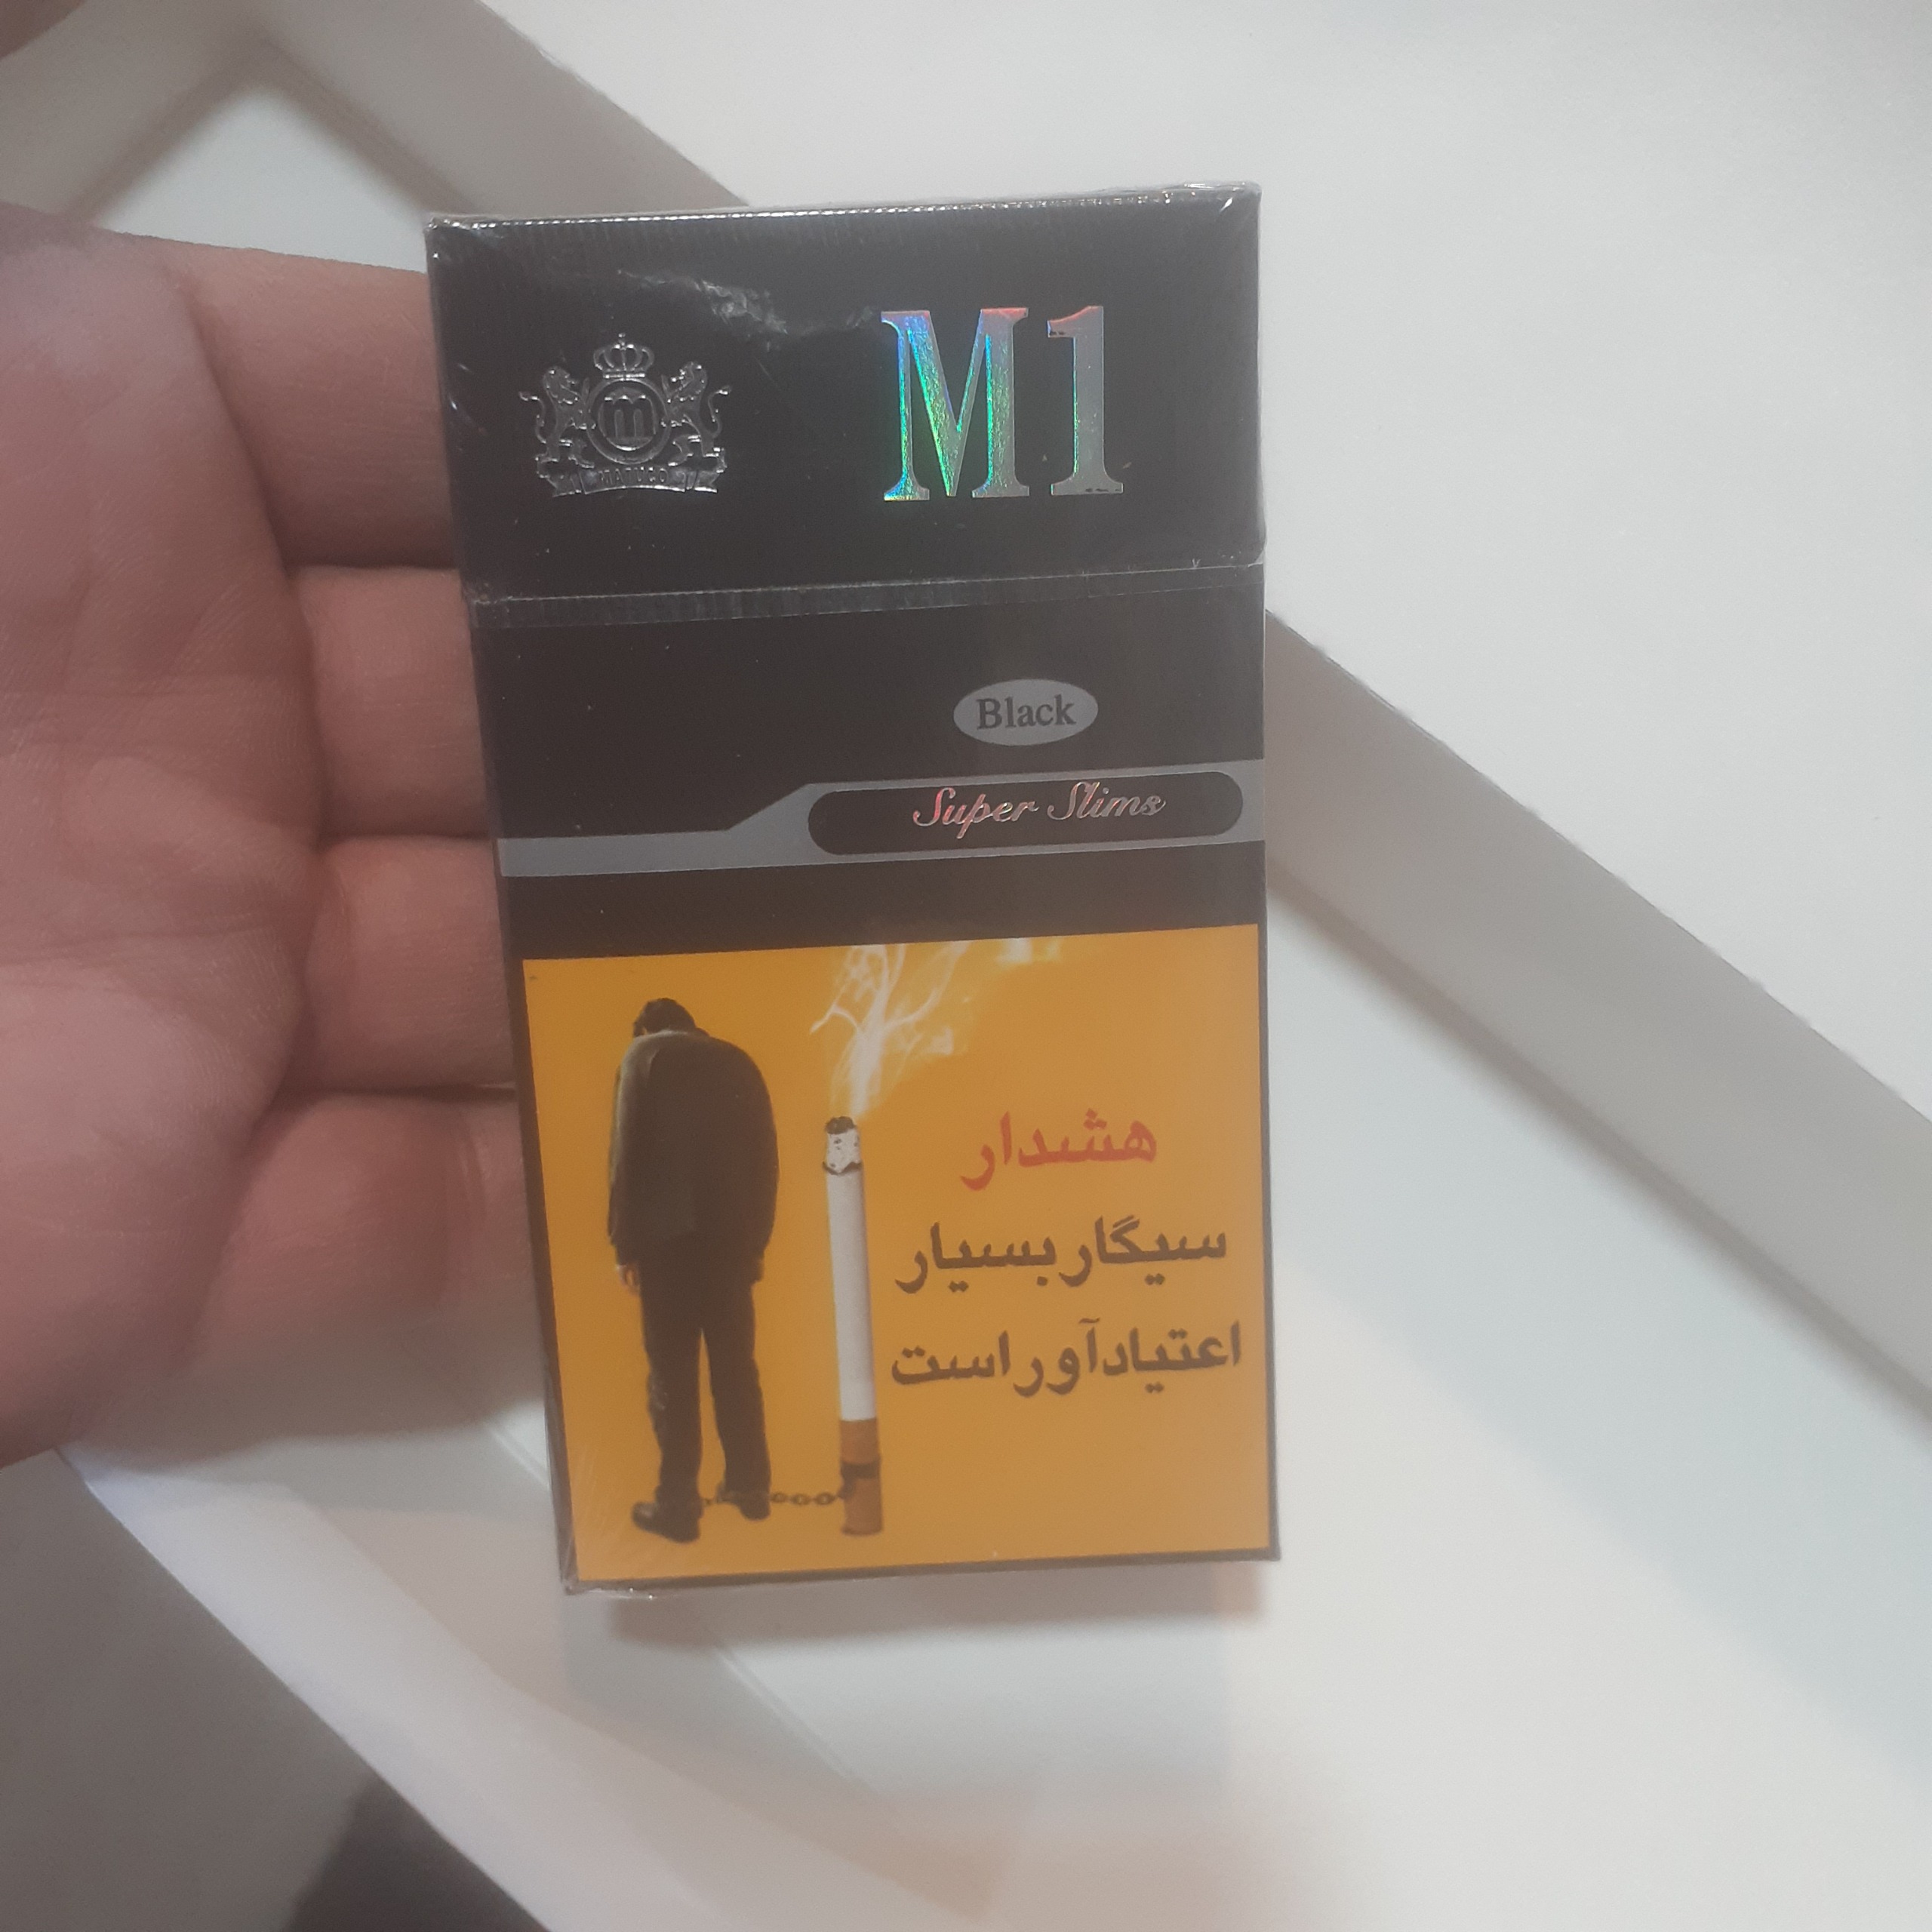 M1
m
Black
Super Slims
هشدار
سیگار بسیار
اعتیادآور است